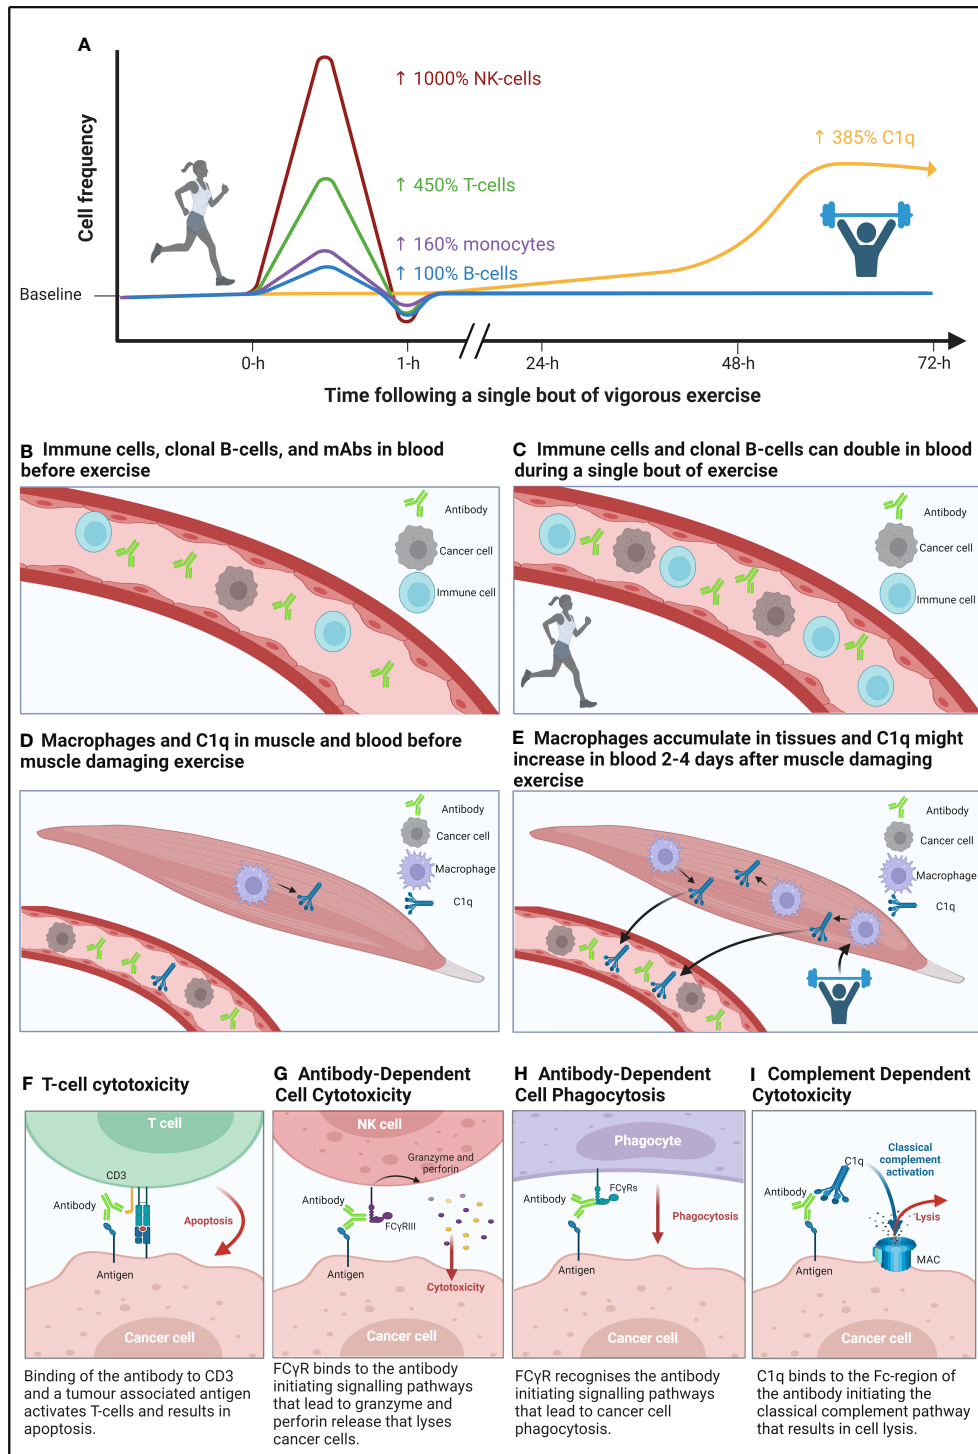 A
Cell frequency
↑ 1000% NK-cells
↑ 385% C1q
↑ 450% T-cells
↑ 160% monocytes
↑ 100% B-cells
Baseline
0-h
1-h
24-h
48-h
72-h
Time following a single bout of vigorous exercise
B Immune cells, clonal B-cells, and mAbs in blood
before exercise
Antibody
Cancer cell
Immune cell
C Immune cells and clonal B-cells can double in blood
during a single bout of exercise
Antibody
Cancer cell
Immune cell
D Macrophages and C1q in muscle and blood before
muscle damaging exercise
Antibody
Cancer cell
Macrophage
C1q
E Macrophages accumulate in tissues and C1q might
increase in blood 2-4 days after muscle damaging
exercise
Antibody
Cancer cell
Macrophage
C1q
F T-cell cytotoxicity
T cell
CD3
Antibody
Apoptosis
Antigen
Cancer cell
Binding of the antibody to CD3
and a tumour associated antigen
activates T-cells and results in
apoptosis.
G Antibody-Dependent
Cell Cytotoxicity
NK cell
Granzyme and
perforin
Antibody
FCγRIII
Antigen
Cytotoxicity
Cancer cell
FCγR binds to the antibody
initiating signalling pathways
that lead to granzyme and
perforin release that lyses
cancer cells.
H Antibody-Dependent
Cell Phagocytosis
Phagocyte
FCγRs
Antibody
Phagocytosis
Antigen
Cancer cell
FCγR recognises the antibody
initiating signalling pathways
that lead to cancer cell
phagocytosis.
I Complement Dependent
Cytotoxicity
Classical
complement
activation
C1q
Antibody
Lysis
MAC
Antigen
Cancer cell
C1q binds to the Fc-region of
the antibody initiating the
classical complement pathway
that results in cell lysis.